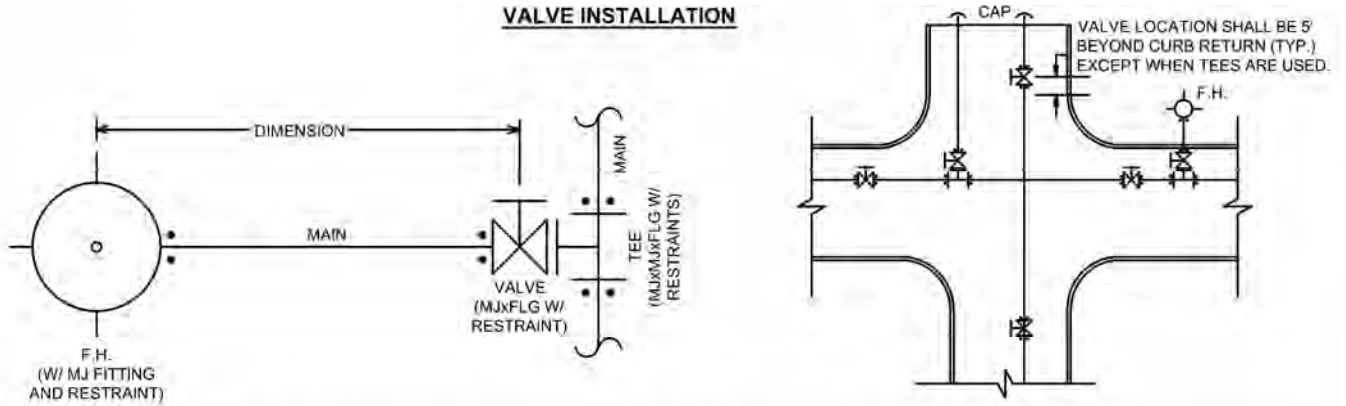 VALVE INSTALLATION
DIMENSION
MAIN
MAIN
TEE
(MJxMJxFLG W/
RESTRAINTS)
VALVE
(MJxFLG W/
RESTRAINT)
F.H.
(W/ MJ FITTING
AND RESTRAINT)
CAP
VALVE LOCATION SHALL BE 5'
BEYOND CURB RETURN (TYP.)
EXCEPT WHEN TEES ARE USED.
F.H.